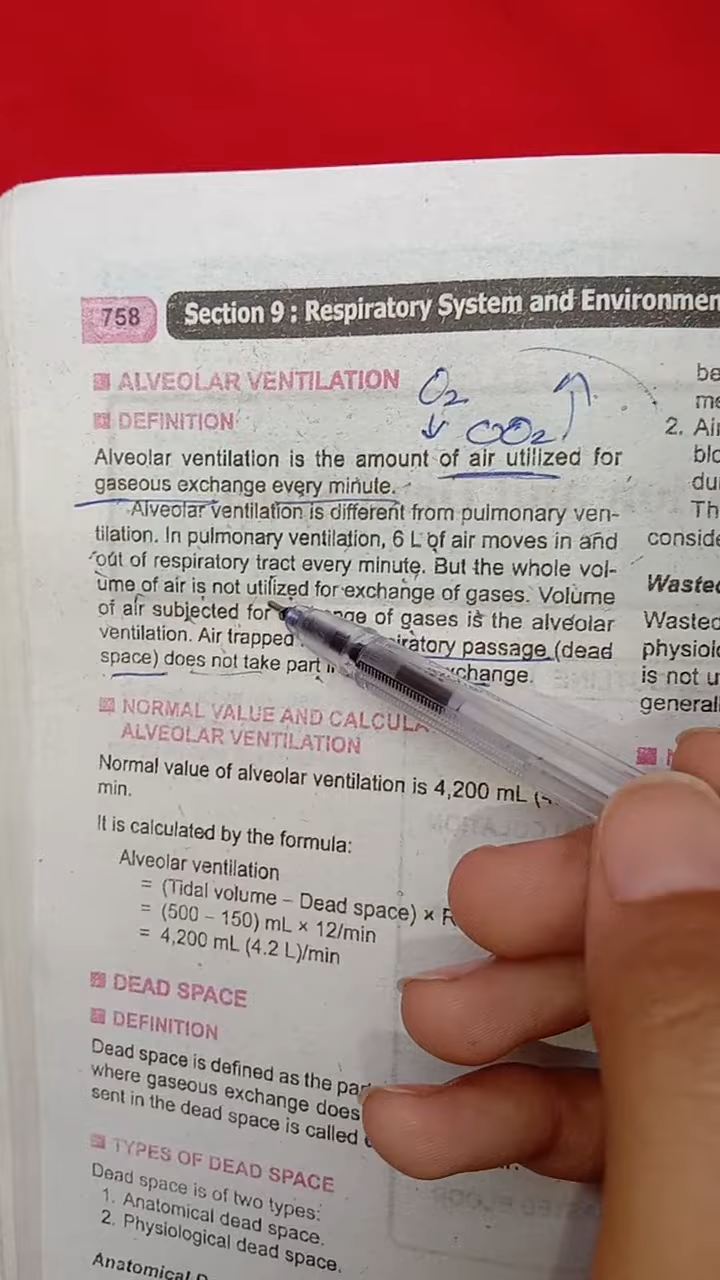 758
Section 9 : Respiratory System and Environmen
ALVEOLAR VENTILATION
O2
CO2
DEFINITION
Alveolar ventilation is the amount of air utilized for
gaseous exchange every minute.
Alveolar ventilation is different from pulmonary ven-
tilation. In pulmonary ventilation, 6 L of air moves in and
out of respiratory tract every minute. But the whole vol-
ume of air is not utilized for exchange of gases. Volume
of air subjected for nge of gases is the alveolar
ventilation. Air trapped iratory passage (dead
space) does not take part change.
NORMAL VALUE AND CALCULA
ALVEOLAR VENTILATION
Normal value of alveolar ventilation is 4,200 mL (4.
min.
It is calculated by the formula:
Alveolar ventilation
= (Tidal volume – Dead space) × R
= (500 – 150) mL × 12/min
= 4,200 mL (4.2 L)/min
DEAD SPACE
DEFINITION
Dead space is defined as the par
where gaseous exchange does
sent in the dead space is called
TYPES OF DEAD SPACE
Dead space is of two types:
1. Anatomical dead space.
2. Physiological dead space.
Anatomical D
be
me
2. Air
blo
du
Th
conside
Wasted
Wasted
physiolo
is not u
general